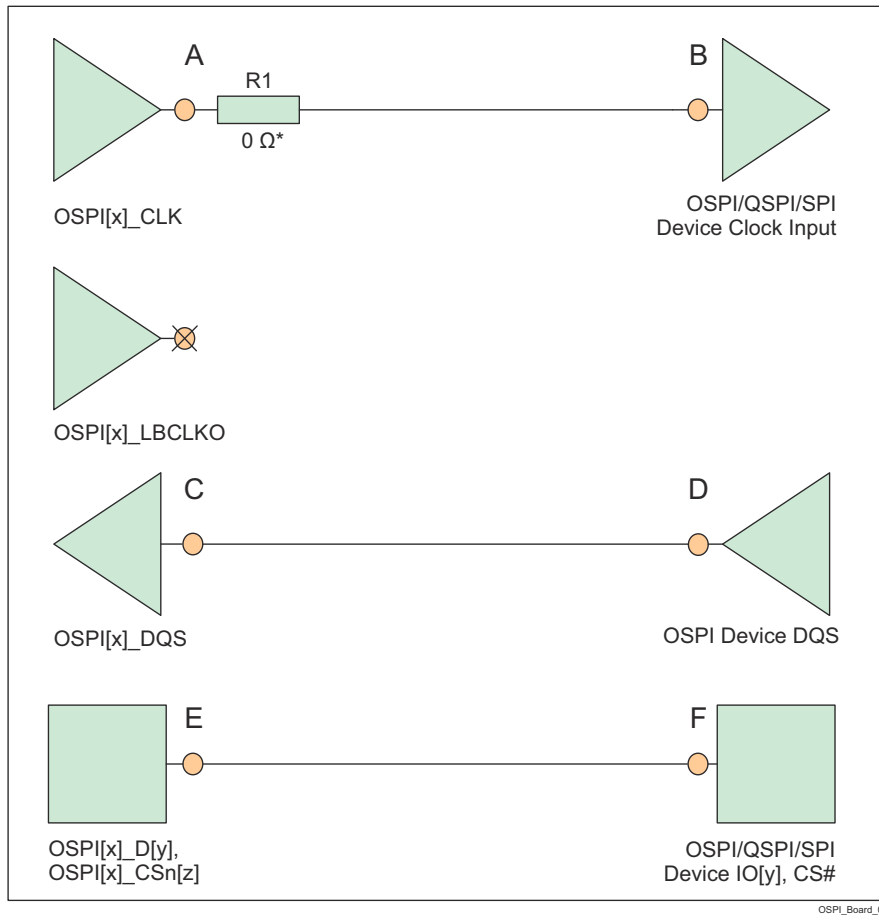 A
B
R1
0 Ω*
OSPI[x]_CLK
OSPI/QSPI/SPI
Device Clock Input
OSPI[x]_LBCLKO
C
D
OSPI[x]_DQS
OSPI Device DQS
E
F
OSPI[x]_D[y],
OSPI[x]_CSn[z]
OSPI/QSPI/SPI
Device IO[y], CS#